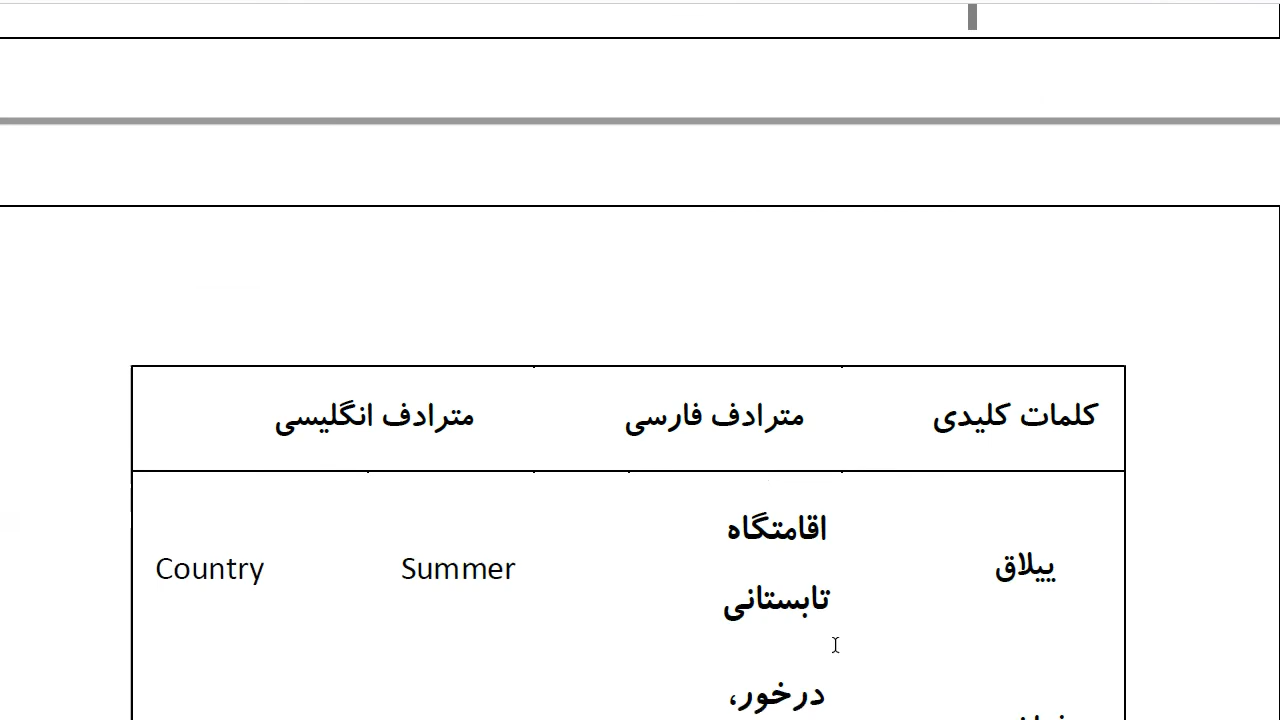 کلمات کلیدی مترادف فارسی مترادف انگلیسی
اقامتگاه
ییلاق Summer Country
تابستانی
درخور،